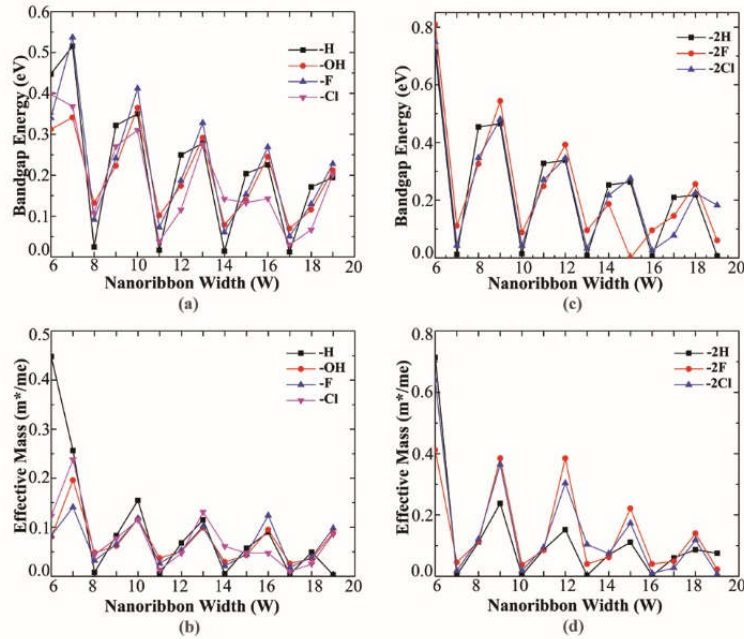 0.6
0.5
0.4
0.3
0.2
0.1
0.0
Bandgap Energy (eV)
-H
-OH
-F
-Cl
6 8 10 12 14 16 18 20
Nanoribbon Width (W)
(a)
0.8
0.6
0.4
0.2
0.0
Bandgap Energy (eV)
-2H
-2F
-2Cl
6 8 10 12 14 16 18 20
Nanoribbon Width (W)
(c)
0.5
0.4
0.3
0.2
0.1
0.0
Effective Mass (m*/me)
-H
-OH
-F
-Cl
6 8 10 12 14 16 18 20
Nanoribbon Width (W)
(b)
0.8
0.6
0.4
0.2
0.0
Effective Mass (m*/me)
-2H
-2F
-2Cl
6 8 10 12 14 16 18 20
Nanoribbon Width (W)
(d)